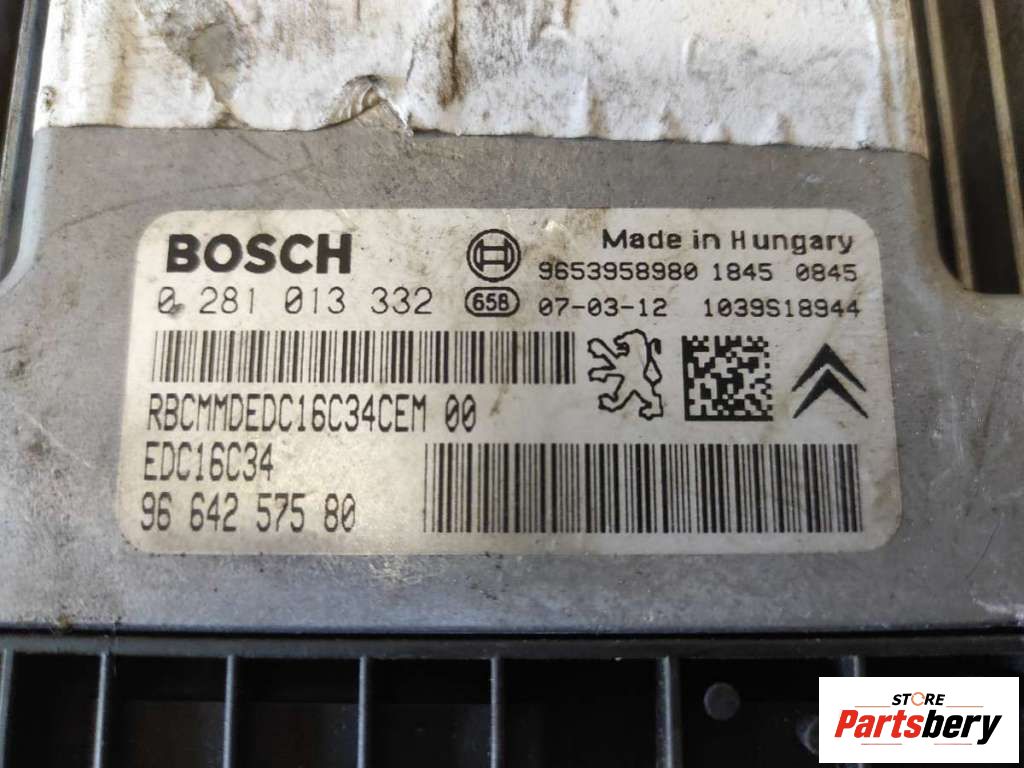 BOSCH
Made in Hungary
9653958980 1845 0845
0 281 013 332
658
07-03-12 1039S18944
RBCMMDEDC16C34CEM 00
EDC16C34
96 642 575 80
STORE
Partsbery